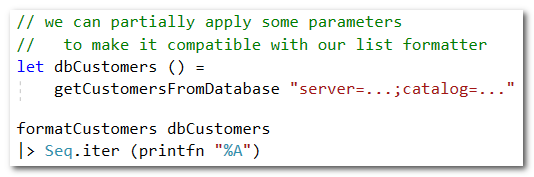 // we can partially apply some parameters
//   to make it compatible with our list formatter
let dbCustomers () =
    getCustomersFromDatabase "server=...;catalog=..."
formatCustomers dbCustomers
|> Seq.iter (printfn "%A")